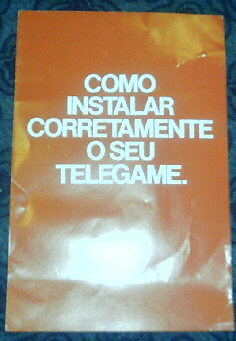 COMO
INSTALAR
CORRETAMENTE
O SEU
TELEGAME.